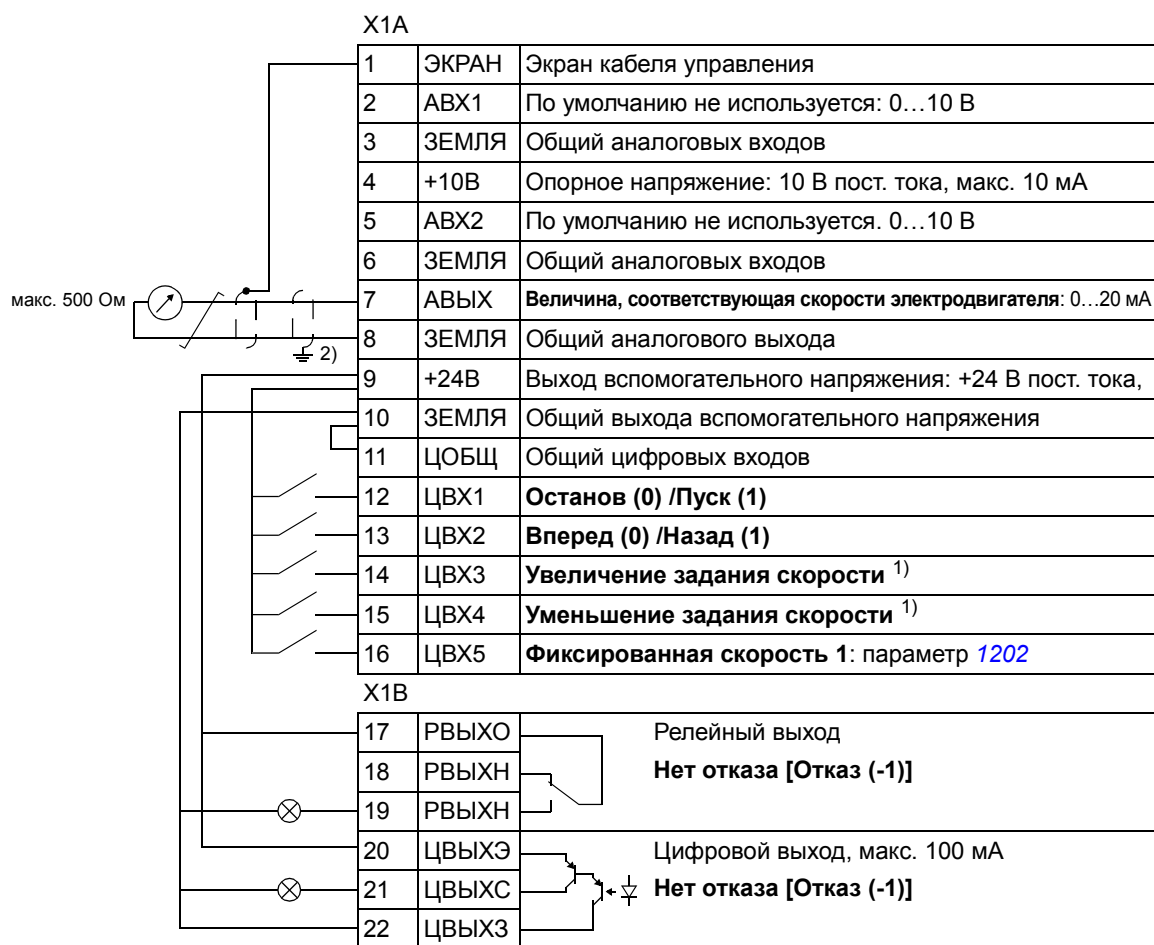 X1A
1 ЭКРАН Экран кабеля управления
2 АВХ1 По умолчанию не используется: 0…10 В
3 ЗЕМЛЯ Общий аналоговых входов
4 +10В Опорное напряжение: 10 В пост. тока, макс. 10 мА
5 АВХ2 По умолчанию не используется. 0…10 В
6 ЗЕМЛЯ Общий аналоговых входов
макс. 500 Ом 7 АВЫХ Величина, соответствующая скорости электродвигателя: 0…20 мА
8 ЗЕМЛЯ Общий аналогового выхода
2)
9 +24В Выход вспомогательного напряжения: +24 В пост. тока,
10 ЗЕМЛЯ Общий выхода вспомогательного напряжения
11 ЦОБЩ Общий цифровых входов
12 ЦВХ1 Останов (0) /Пуск (1)
13 ЦВХ2 Вперед (0) /Назад (1)
14 ЦВХ3 Увеличение задания скорости 1)
15 ЦВХ4 Уменьшение задания скорости 1)
16 ЦВХ5 Фиксированная скорость 1: параметр 1202
X1B
17 РВЫХО Релейный выход
18 РВЫХН Нет отказа [Отказ (-1)]
19 РВЫХН
20 ЦВЫХЭ Цифровой выход, макс. 100 мА
21 ЦВЫХС Нет отказа [Отказ (-1)]
22 ЦВЫХЗ